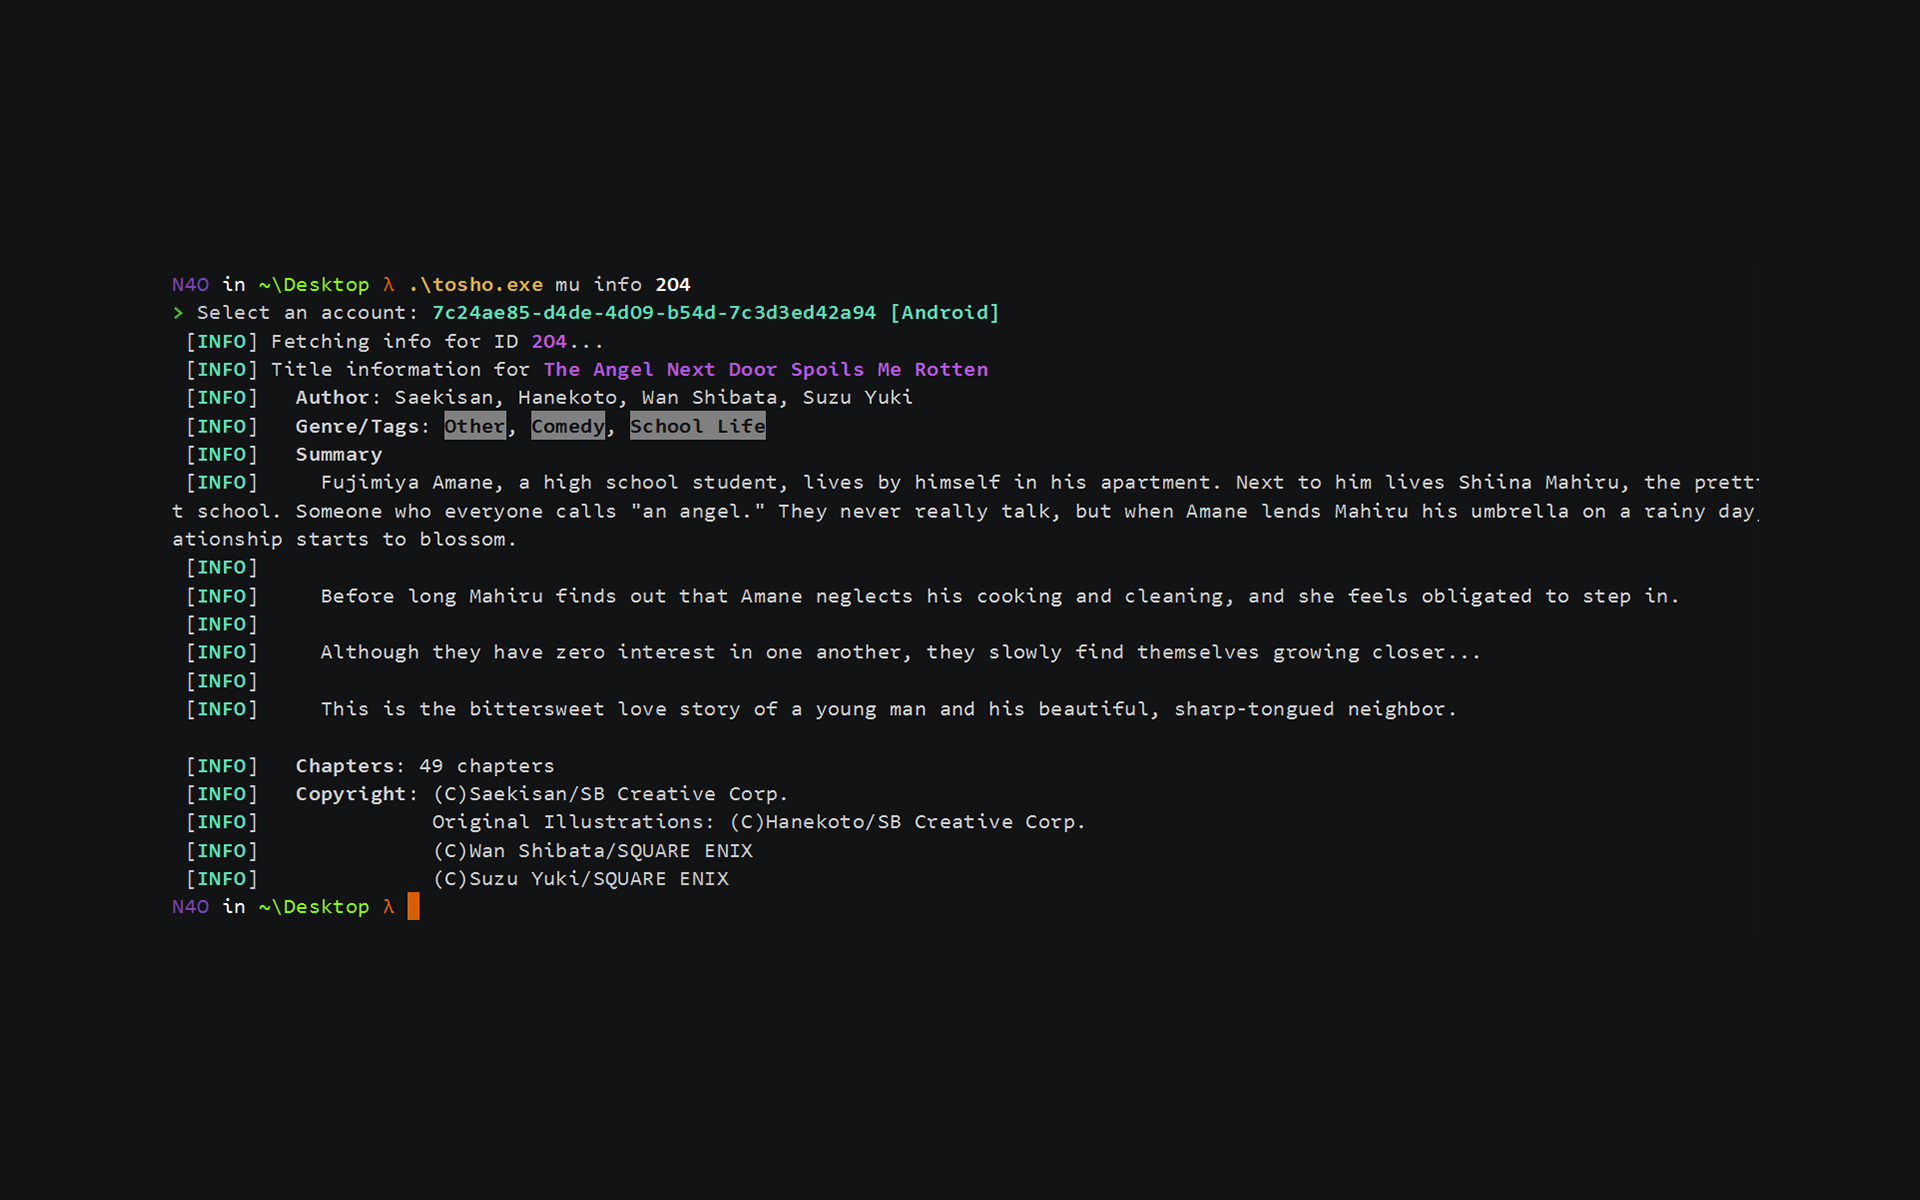 N4O in ~\Desktop λ .\tosho.exe mu info 204
> Select an account: 7c24ae85-d4de-4d09-b54d-7c3d3ed42a94 [Android]
[INFO] Fetching info for ID 204...
[INFO] Title information for The Angel Next Door Spoils Me Rotten
[INFO] Author: Saekisan, Hanekoto, Wan Shibata, Suzu Yuki
[INFO] Genre/Tags: Other, Comedy, School Life
[INFO] Summary
[INFO] Fujimiya Amane, a high school student, lives by himself in his apartment. Next to him lives Shiina Mahiru, the
t school. Someone who everyone calls "an angel." They never really talk, but when Amane lends Mahiru his umbrella on a rainy day,
ationship starts to blossom.
[INFO]
[INFO] Before long Mahiru finds out that Amane neglects his cooking and cleaning, and she feels obligated to step in.
[INFO]
[INFO] Although they have zero interest in one another, they slowly find themselves growing closer...
[INFO]
[INFO] This is the bittersweet love story of a young man and his beautiful, sharp-tongued neighbor.
[INFO] Chapters: 49 chapters
[INFO] Copyright: (C)Saekisan/SB Creative Corp.
[INFO] Original Illustrations: (C)Hanekoto/SB Creative Corp.
[INFO] (C)Wan Shibata/SQUARE ENIX
[INFO] (C)Suzu Yuki/SQUARE ENIX
N4O in ~\Desktop λ